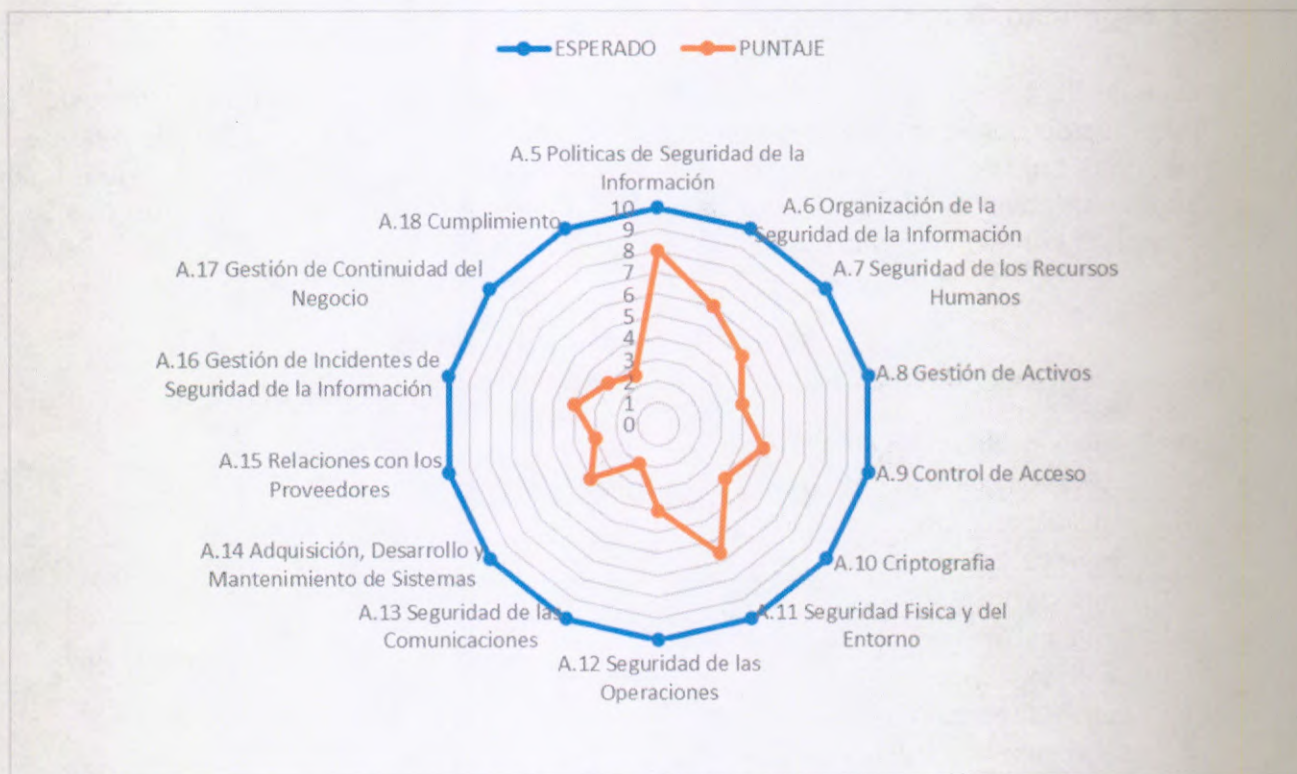 ESPERADO PUNTAJE
A.5 Politicas de Seguridad de la
Información
A.6 Organización de la
Seguridad de la Información
A.7 Seguridad de los Recursos
Humanos
A.8 Gestión de Activos
A.9 Control de Acceso
A.10 Criptografia
A.11 Seguridad Fisica y del
Entorno
A.12 Seguridad de las
Operaciones
A.13 Seguridad de las
Comunicaciones
A.14 Adquisición, Desarrollo y
Mantenimiento de Sistemas
A.15 Relaciones con los
Proveedores
A.16 Gestión de Incidentes de
Seguridad de la Información
A.17 Gestión de Continuidad del
Negocio
A.18 Cumplimiento
10
9
8
7
6
5
4
3
2
1
0